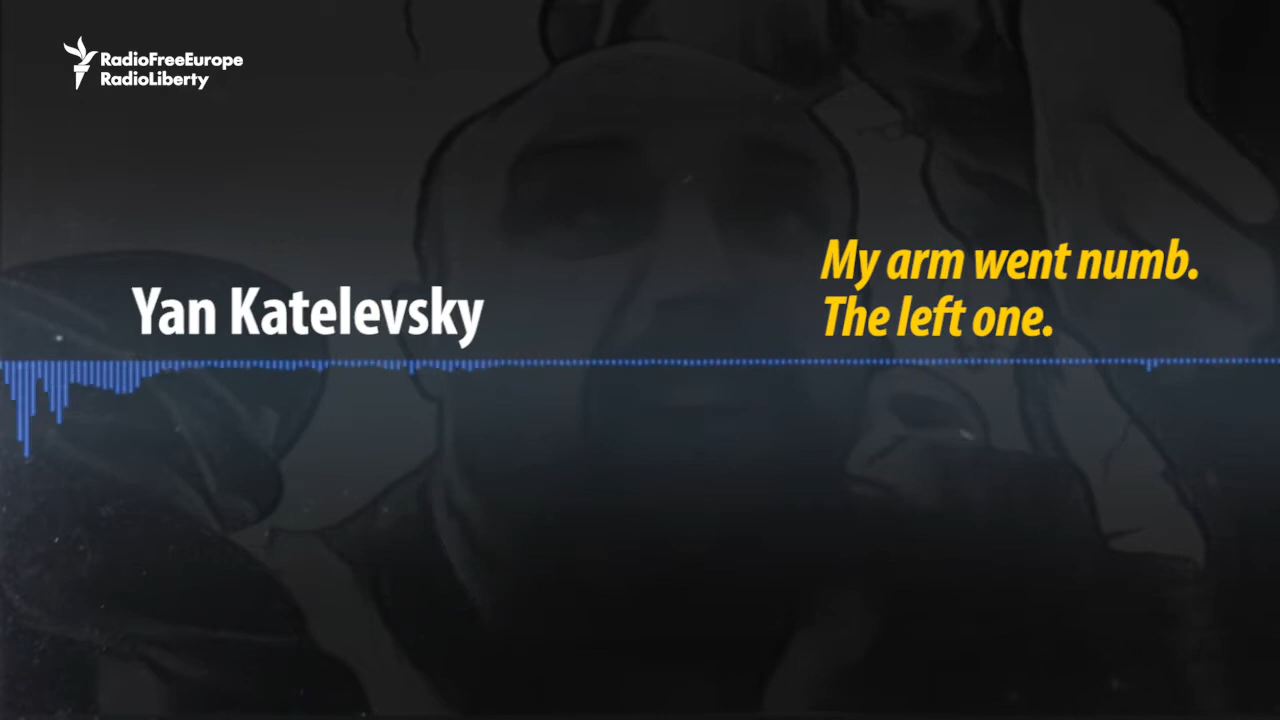 RadioFreeEurope
RadioLiberty
Yan Katelevsky
My arm went numb.
The left one.